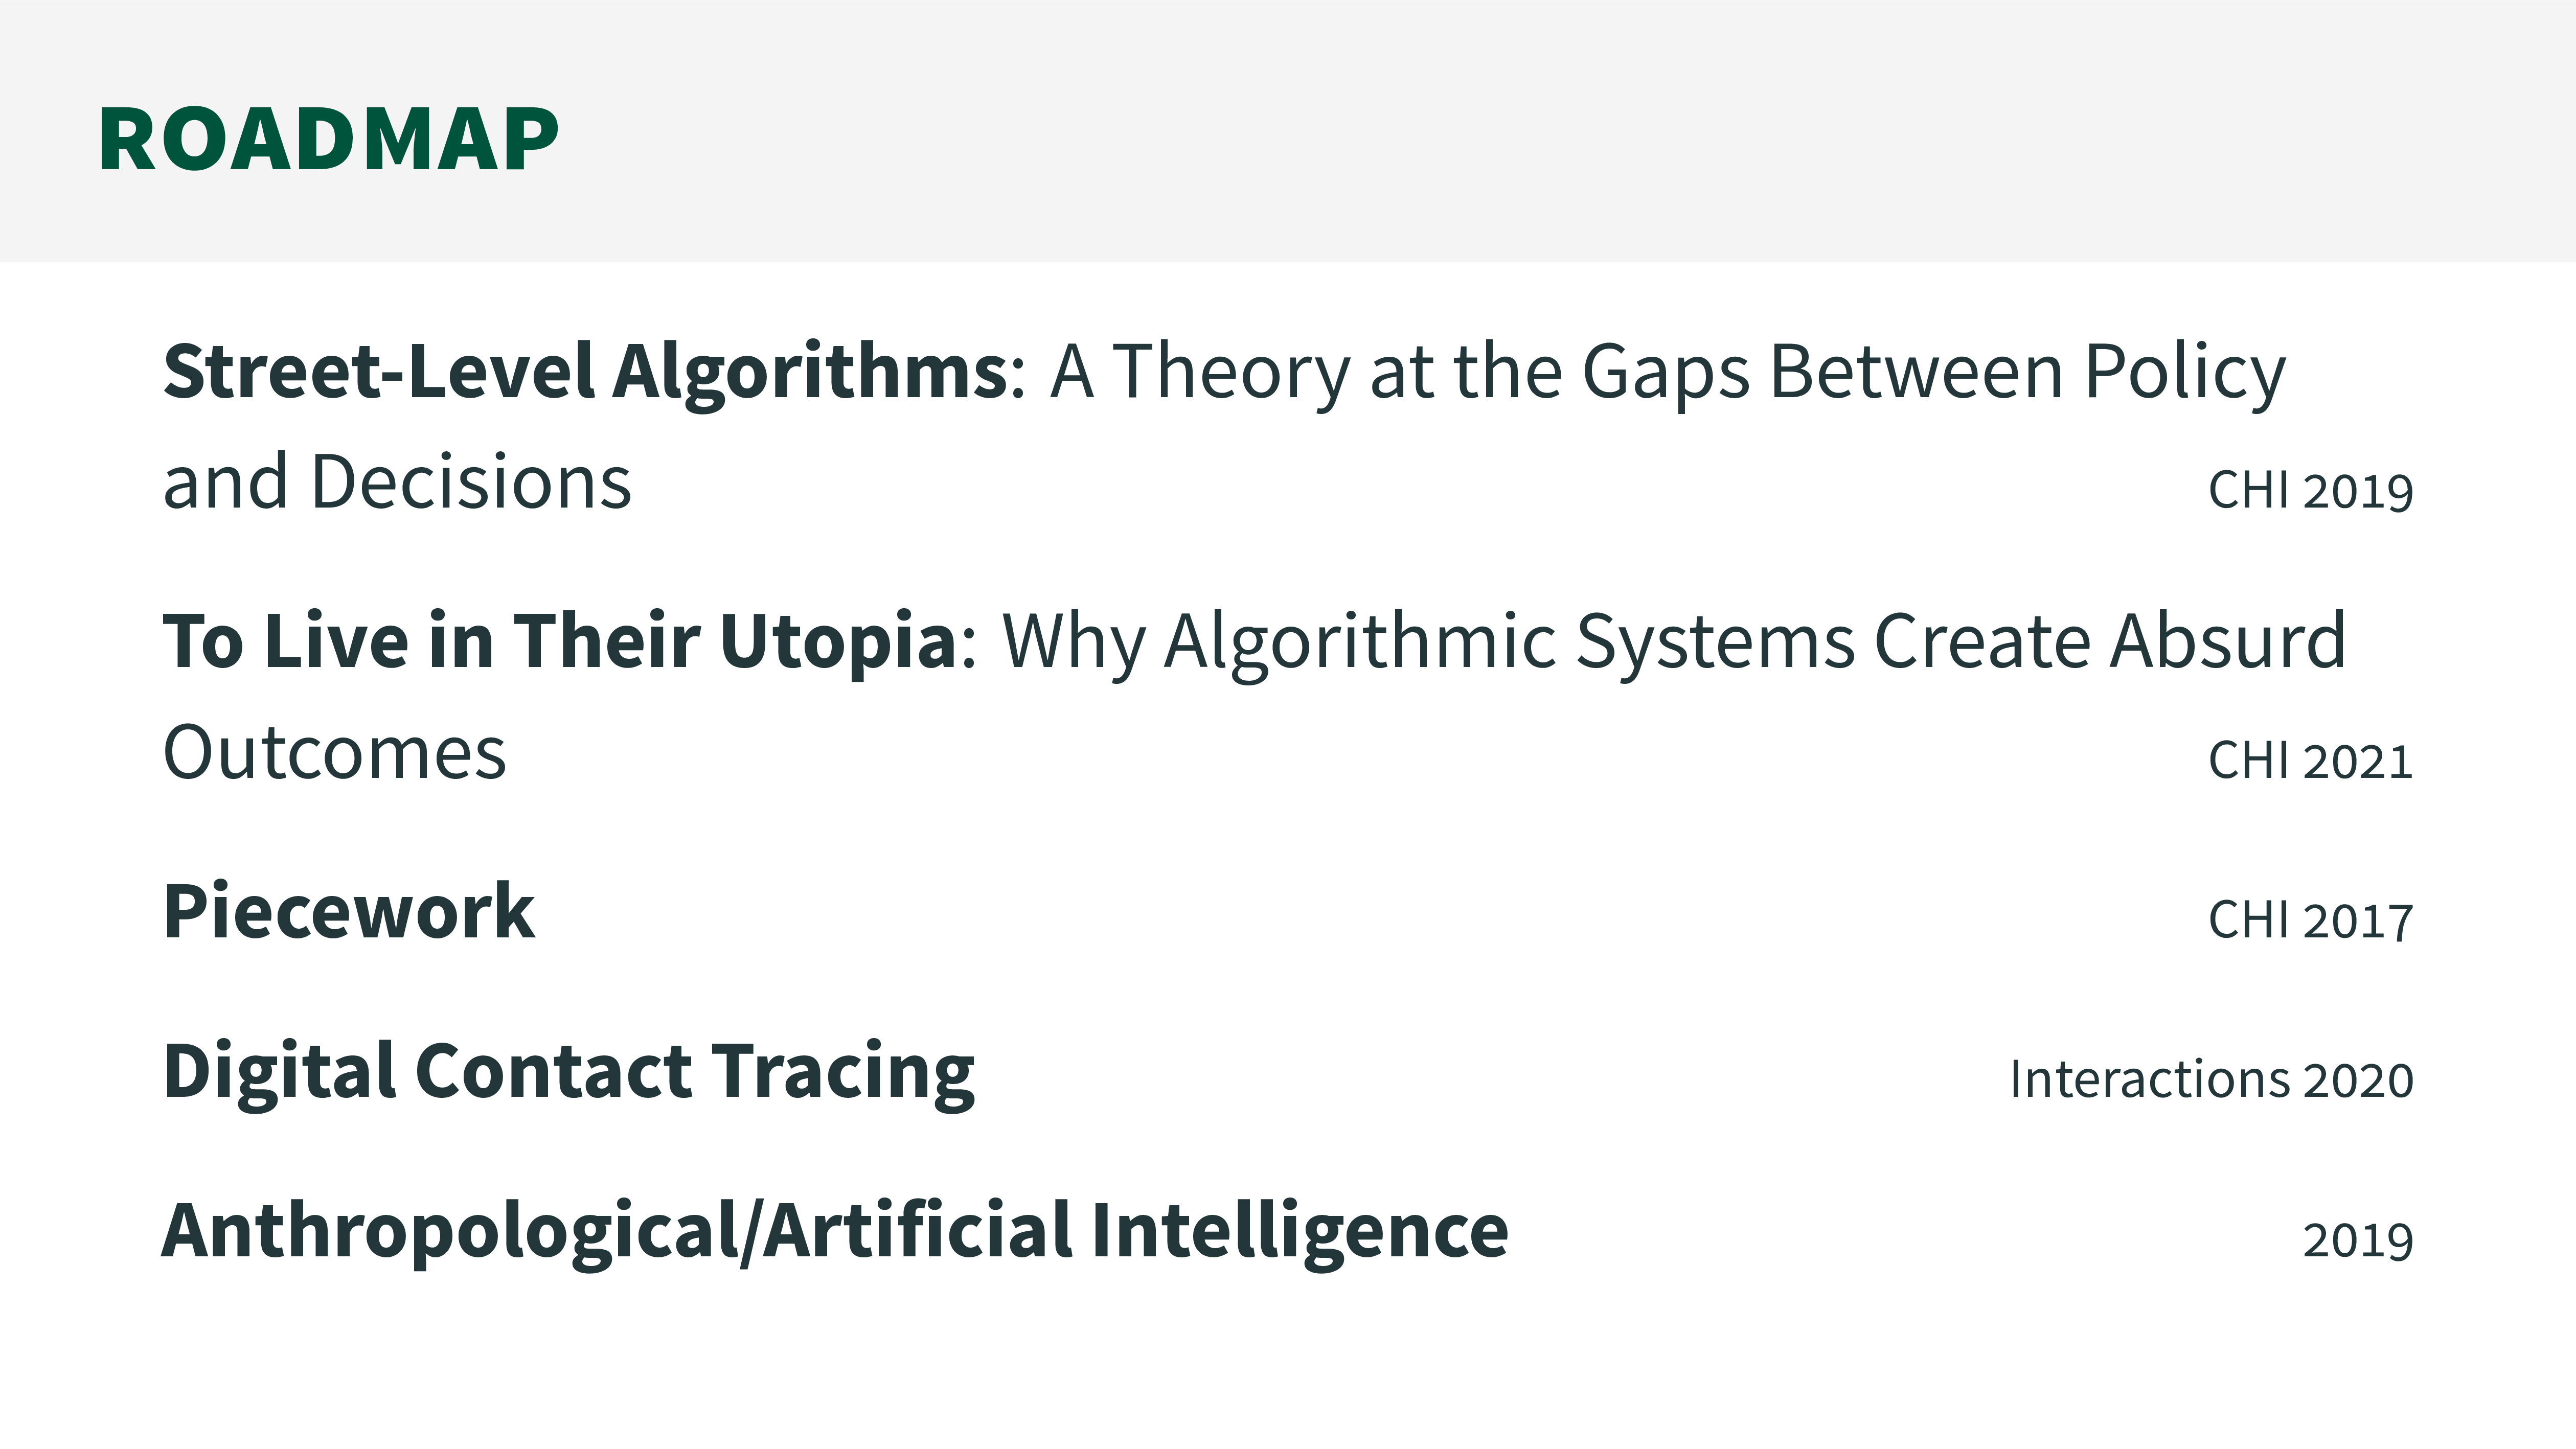 ROADMAP
Street-Level Algorithms: A Theory at the Gaps Between Policy
and Decisions CHI 2019
To Live in Their Utopia: Why Algorithmic Systems Create Absurd
Outcomes CHI 2021
Piecework CHI 2017
Digital Contact Tracing Interactions 2020
Anthropological/Artificial Intelligence 2019